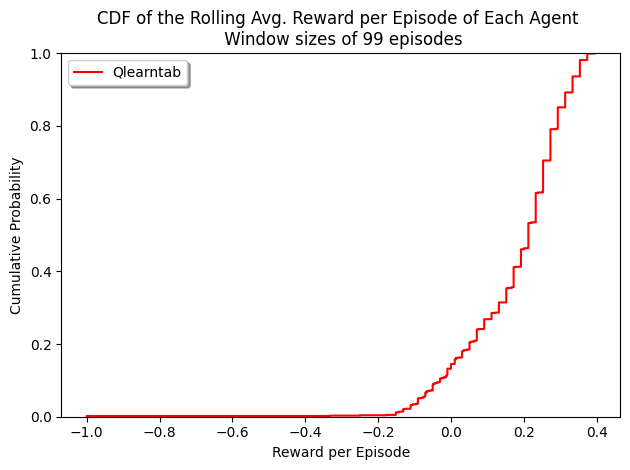 CDF of the Rolling Avg. Reward per Episode of Each Agent
Window sizes of 99 episodes
Qlearntab
Cumulative Probability
1.0
0.8
0.6
0.4
0.2
0.0
−1.0 −0.8 −0.6 −0.4 −0.2 0.0 0.2 0.4
Reward per Episode